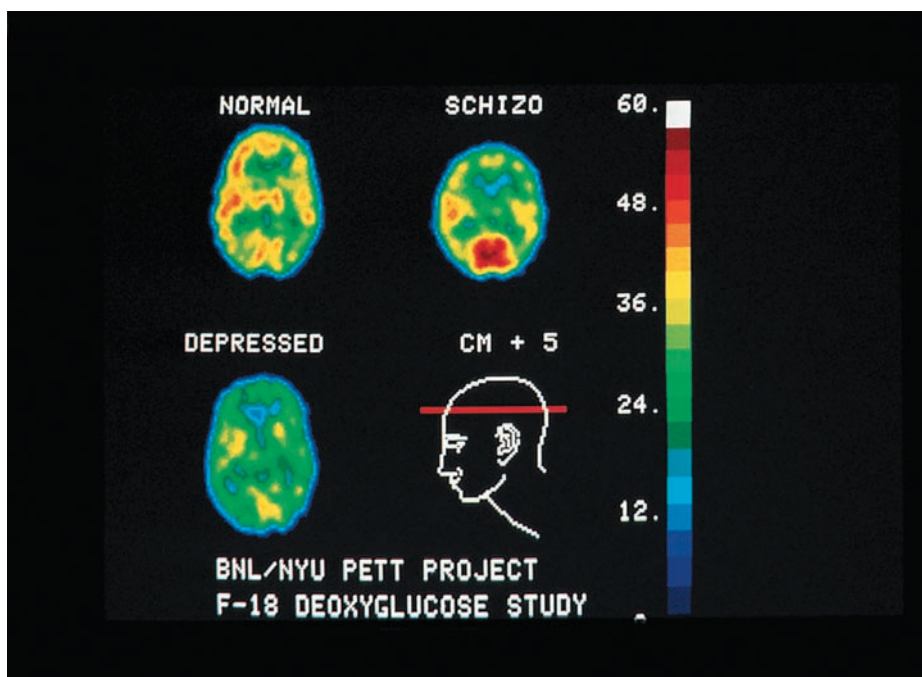 NORMAL
SCHIZO
DEPRESSED
CM + 5
60.
48.
36.
24.
12.
BNL/NYU PETT PROJECT
F-18 DEOXYGLUCOSE STUDY